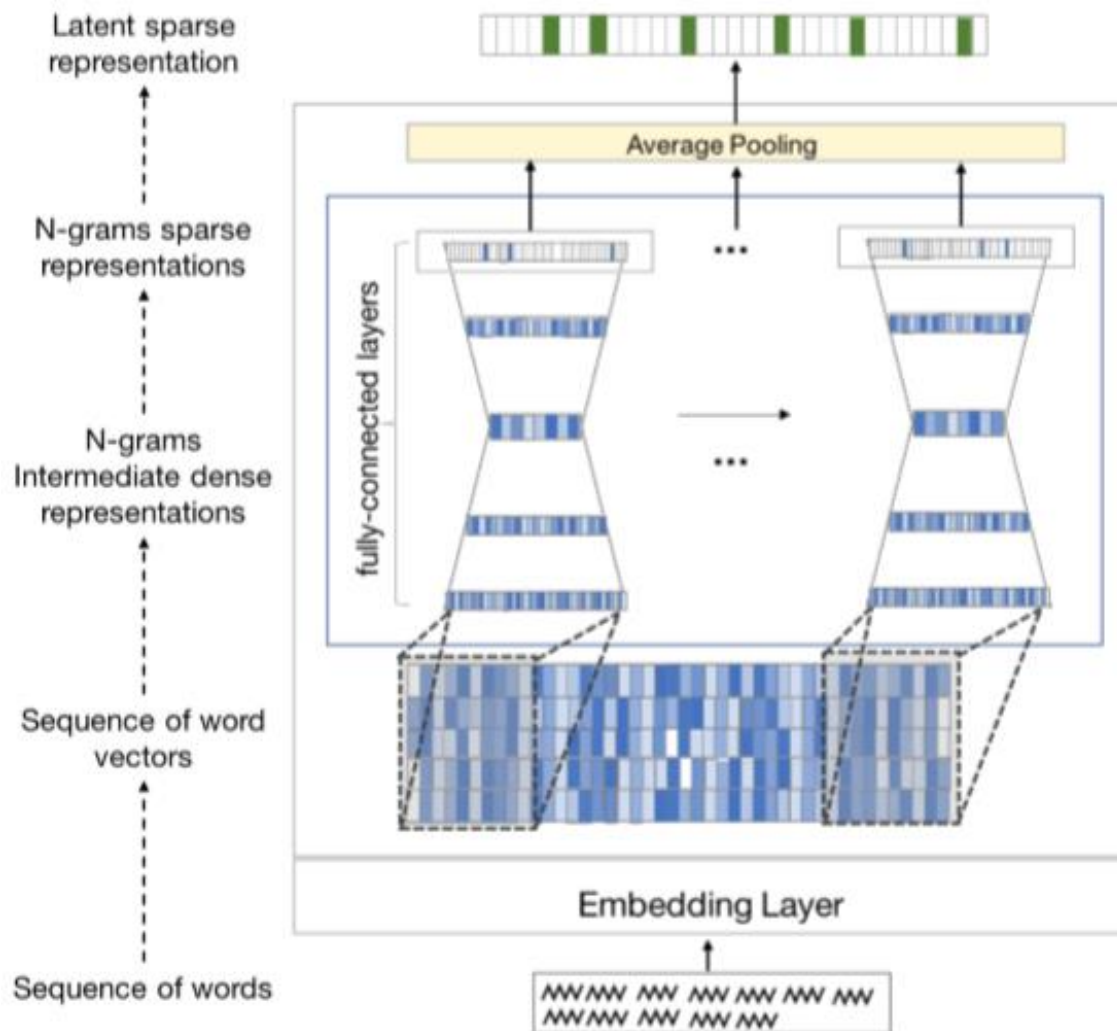 Latent sparse
representation
Average Pooling
N-grams sparse
representations
fully-connected layers
N-grams
Intermediate dense
representations
Sequence of word
vectors
Embedding Layer
Sequence of words